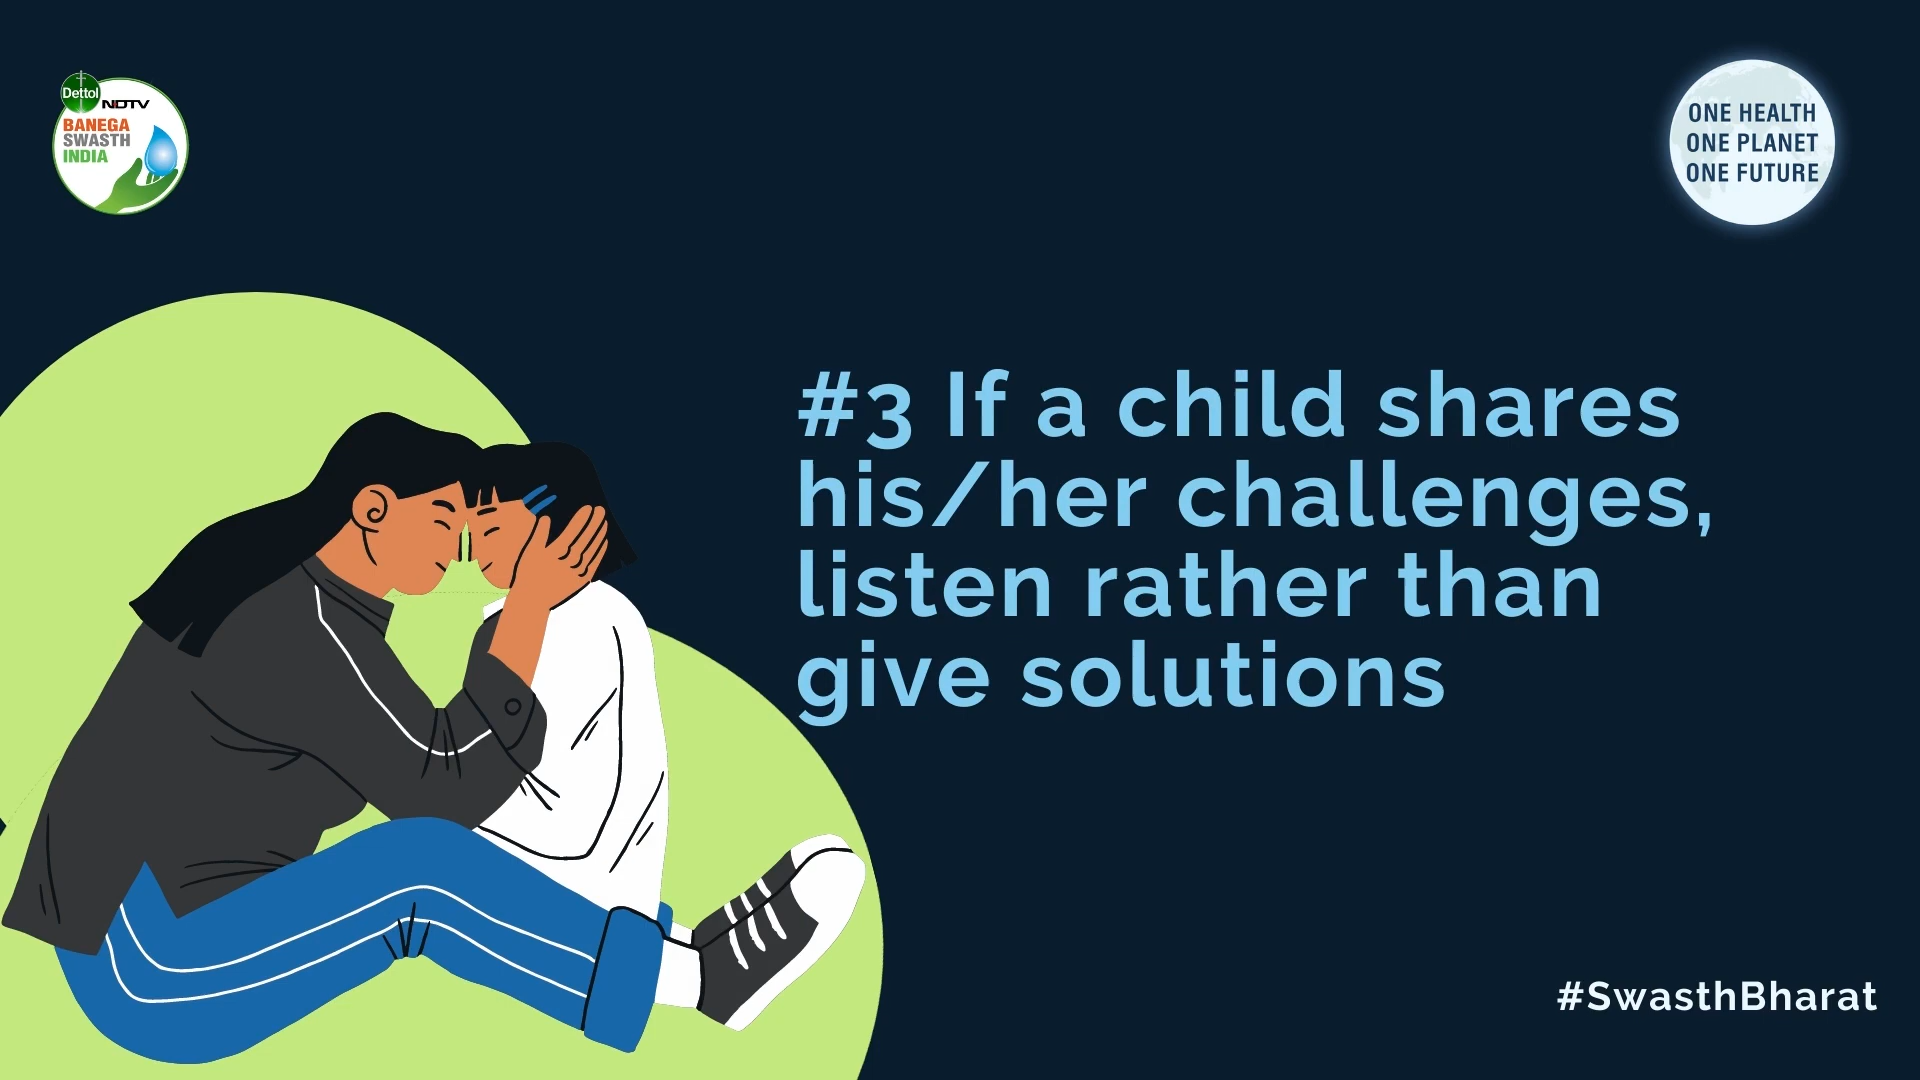 Dettol
NDTV
BANEGA
SWASTH
INDIA
ONE HEALTH
ONE PLANET
ONE FUTURE
#3 If a child shares
his/her challenges,
listen rather than
give solutions
#SwasthBharat